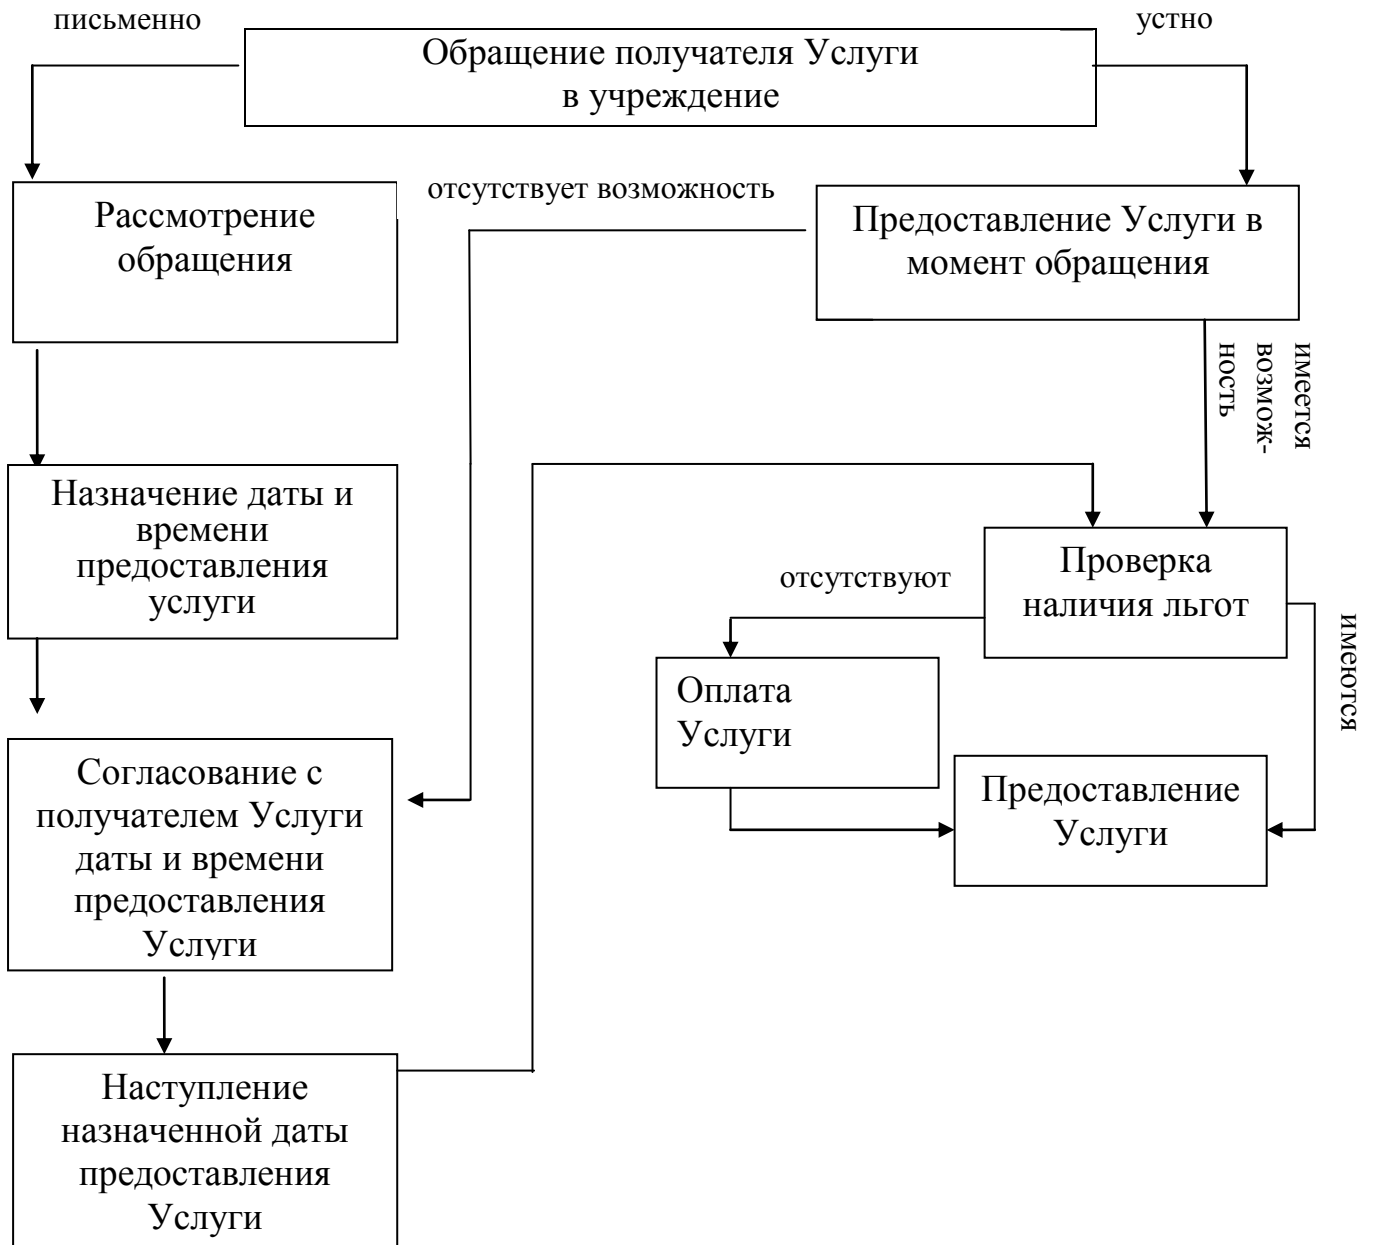 письменно
устно
Обращение получателя Услуги
в учреждение
Рассмотрение
обращения
отсутствует возможность
Предоставление Услуги в
момент обращения
имеется
возмож-
ность
Назначение даты и
времени
предоставления
услуги
отсутствуют
Проверка
наличия льгот
имеются
Оплата
Услуги
Согласование с
получателем Услуги
даты и времени
предоставления
Услуги
Предоставление
Услуги
Наступление
назначенной даты
предоставления
Услуги